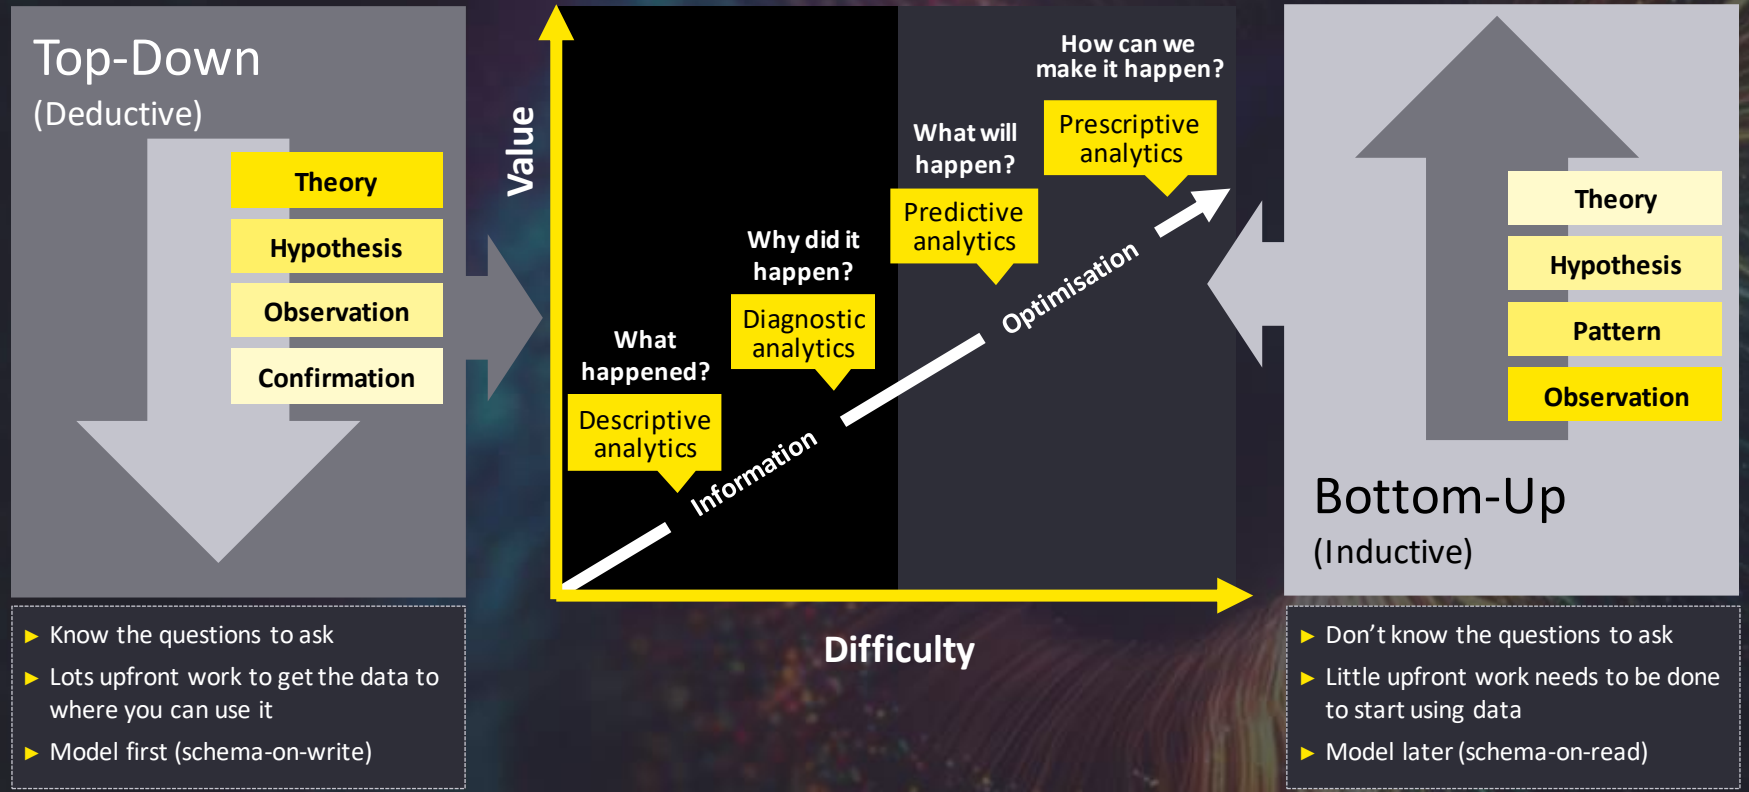 Top-Down
(Deductive)
Theory
Hypothesis
Observation
Confirmation
► Know the questions to ask
► Lots upfront work to get the data to
where you can use it
► Model first (schema-on-write)
Value
Difficulty
What
happened?
Descriptive
analytics
Why did it
happen?
Diagnostic
analytics
What will
happen?
Predictive
analytics
How can we
make it happen?
Prescriptive
analytics
Information
Optimisation
Theory
Hypothesis
Pattern
Observation
Bottom-Up
(Inductive)
► Don't know the questions to ask
► Little upfront work needs to be done
to start using data
► Model later (schema-on-read)